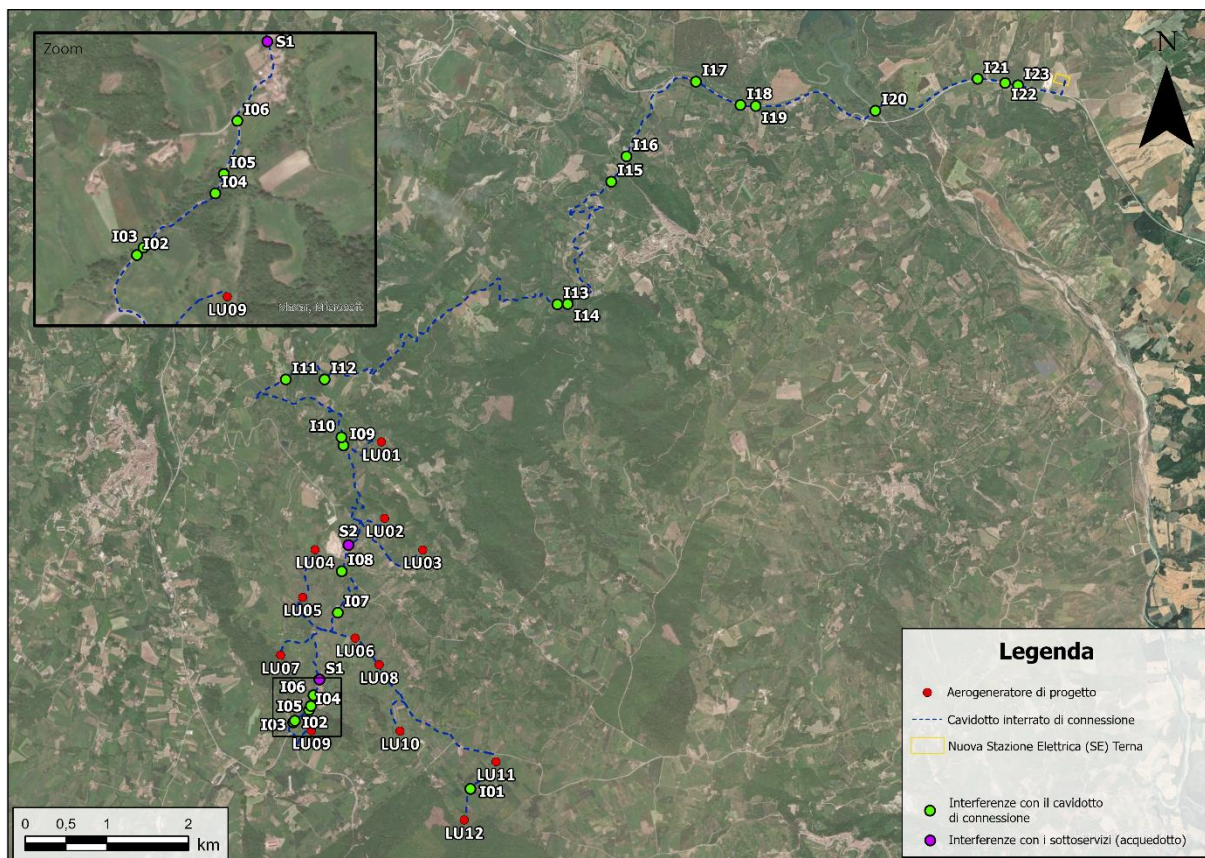 Zoom
S1
I06
I05
I04
I03
I02
LU09
Maxar, Microsoft
N
I17
I18
I19
I20
I21
I23
I22
I16
I15
I13
I14
I11
I12
I10
I09
LU01
LU02
S2
LU04
LU03
I08
LU05
I07
LU06
LU07
LU08
S1
I06
I04
I05
I03
I02
LU09
LU10
LU11
I01
LU12
Legenda
Aerogeneratore di progetto
Cavidotto interrato di connessione
Nuova Stazione Elettrica (SE) Terna
Interferenze con il cavidotto
di connessione
Interferenze con i sottoservizi (acquedotto)
0 0,5 1 2
km